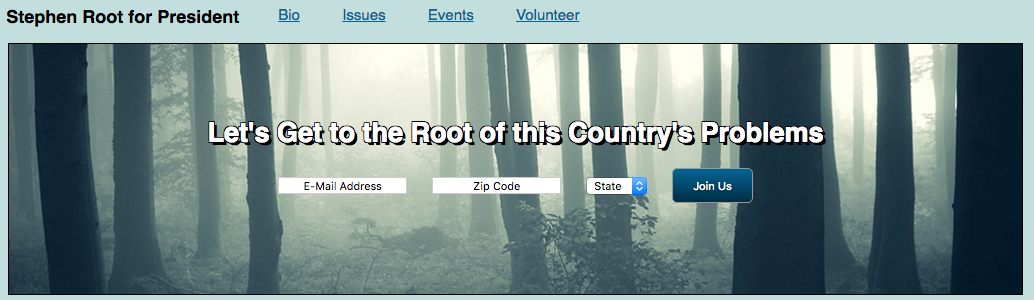 Stephen Root for President Bio Issues Events Volunteer
Let's Get to the Root of this Country's Problems
E-Mail Address Zip Code State Join Us